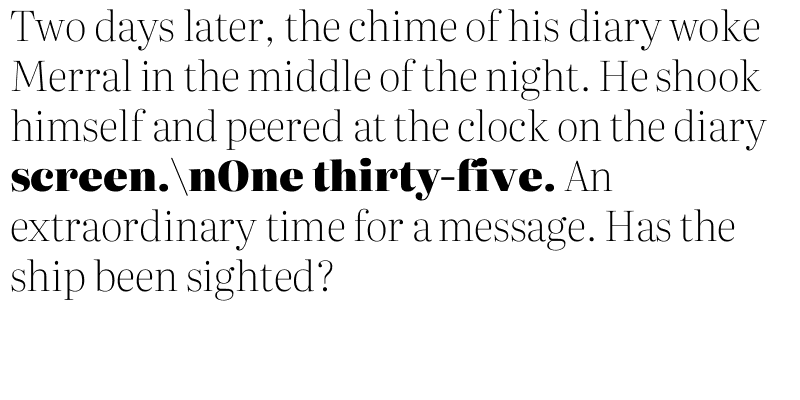 Two days later, the chime of his diary woke
Merral in the middle of the night. He shook
himself and peered at the clock on the diary
screen.\nOne thirty-five. An
extraordinary time for a message. Has the
ship been sighted?